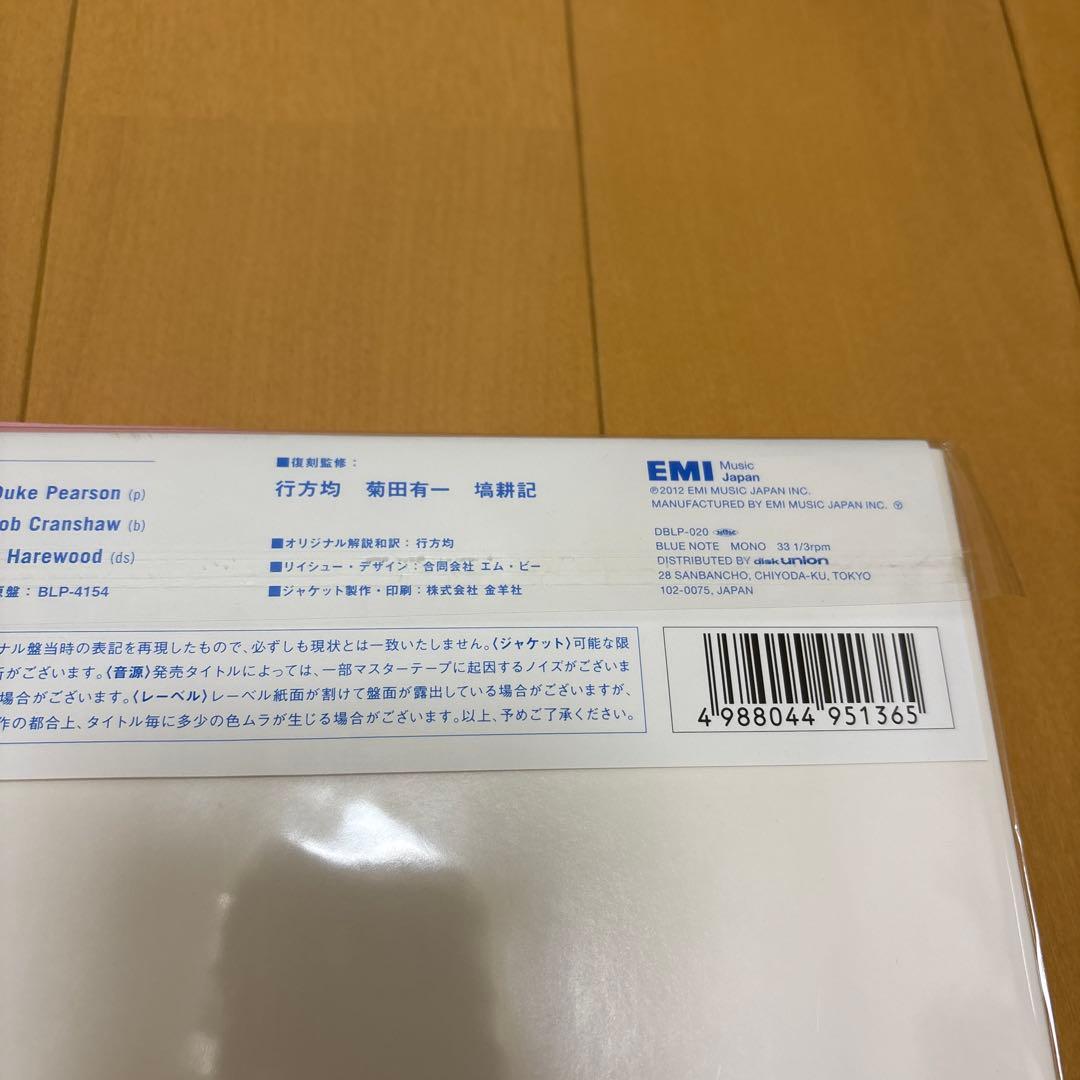 Duke Pearson (p)
ob Cranshaw (b)
Harewood (ds)
盤：BLP-4154
■復刻監修：
行方均 菊田有一 塙耕記
■オリジナル解説和訳：行方均
■リイシュー・デザイン：合同会社 エム・ビー
■ジャケット製作・印刷：株式会社 金羊社
EMI Music Japan
℗2012 EMI MUSIC JAPAN INC.
MANUFACTURED BY EMI MUSIC JAPAN INC. Ⓨ
DBLP-020
BLUE NOTE MONO 33 1/3rpm
DISTRIBUTED BY disk union
28 SANBANCHO, CHIYODA-KU, TOKYO
102-0075, JAPAN
ナル盤当時の表記を再現したもので、必ずしも現状とは一致いたしません。〈ジャケット〉可能な限
がございます。〈音源〉発売タイトルによっては、一部マスターテープに起因するノイズがございま
場合がございます。〈レーベル〉レーベル紙面が割けて盤面が露出している場合がございますが、
作の都合上、タイトル毎に多少の色ムラが生じる場合がございます。以上、予めご了承ください。
4 988044 951365